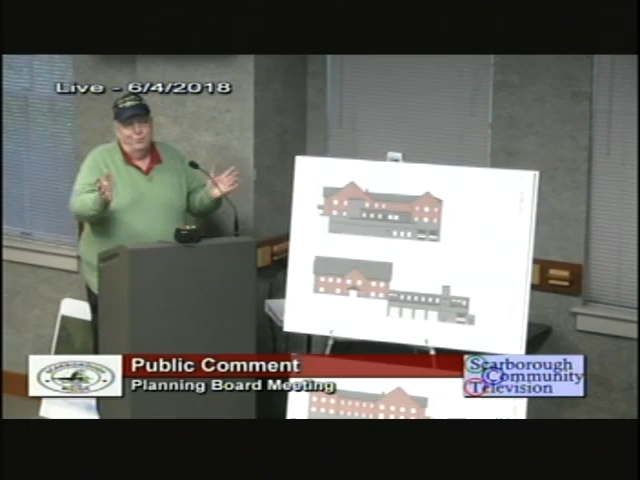 Live - 6/4/2018
Public Comment
Planning Board Meeting
Scarborough
Community
Television